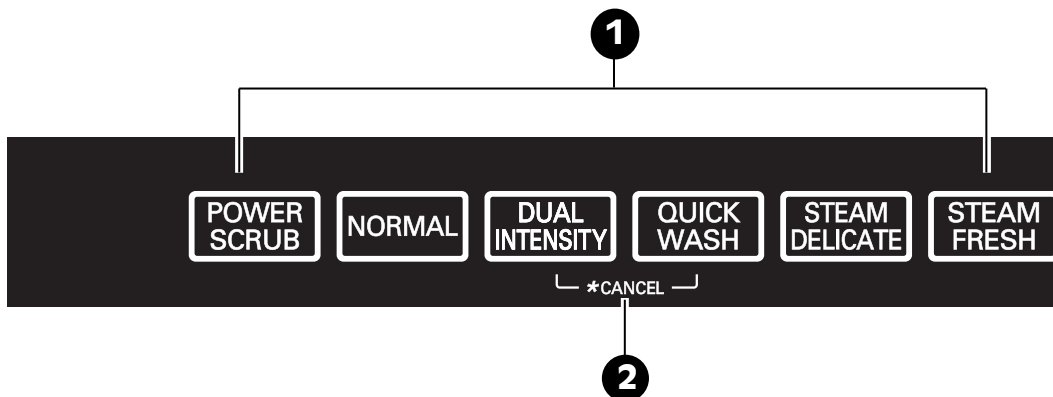 1
POWER
SCRUB
NORMAL
DUAL
INTENSITY
QUICK
WASH
STEAM
DELICATE
STEAM
FRESH
*CANCEL
2